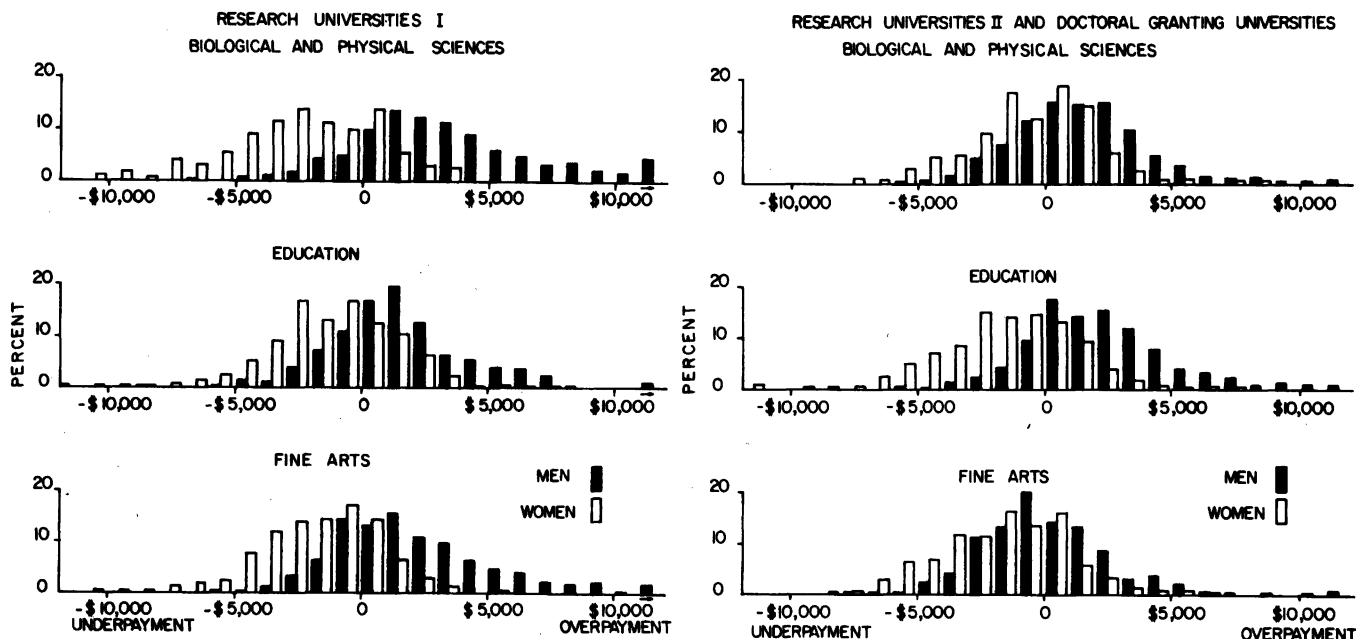 RESEARCH UNIVERSITIES I
BIOLOGICAL AND PHYSICAL SCIENCES
20
10
0
-$10,000 -$5,000 0 $5,000 $10,000
EDUCATION
PERCENT
20
10
0
-$10,000 -$5,000 0 $5,000 $10,000
FINE ARTS
MEN
WOMEN
20
10
0
-$10,000 -$5,000 0 $5,000 $10,000
UNDERPAYMENT OVERPAYMENT
RESEARCH UNIVERSITIES II AND DOCTORAL GRANTING UNIVERSITIES
BIOLOGICAL AND PHYSICAL SCIENCES
20
10
0
-$10,000 -$5,000 0 $5,000 $10,000
EDUCATION
PERCENT
20
10
0
-$10,000 -$5,000 0 $5,000 $10,000
FINE ARTS
MEN
WOMEN
20
10
0
-$10,000 -$5,000 0 $5,000 $10,000
UNDERPAYMENT OVERPAYMENT